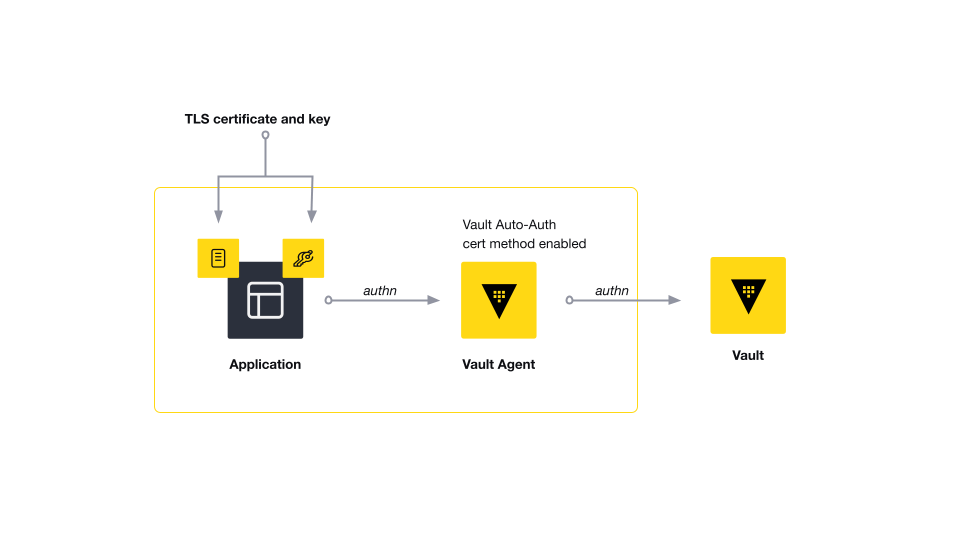 TLS certificate and key
Vault Auto-Auth
cert method enabled
authn
authn
Application
Vault Agent
Vault